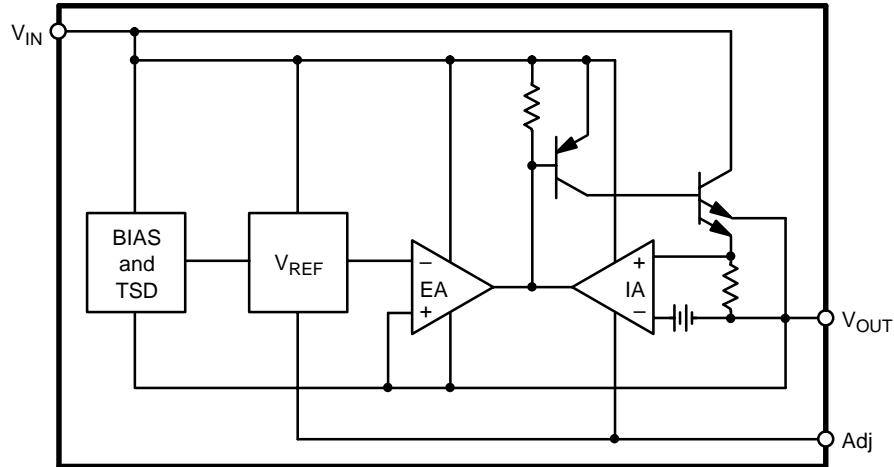 V_IN
BIAS
and
TSD
V_REF
−
EA
+
+
IA
−
V_OUT
Adj